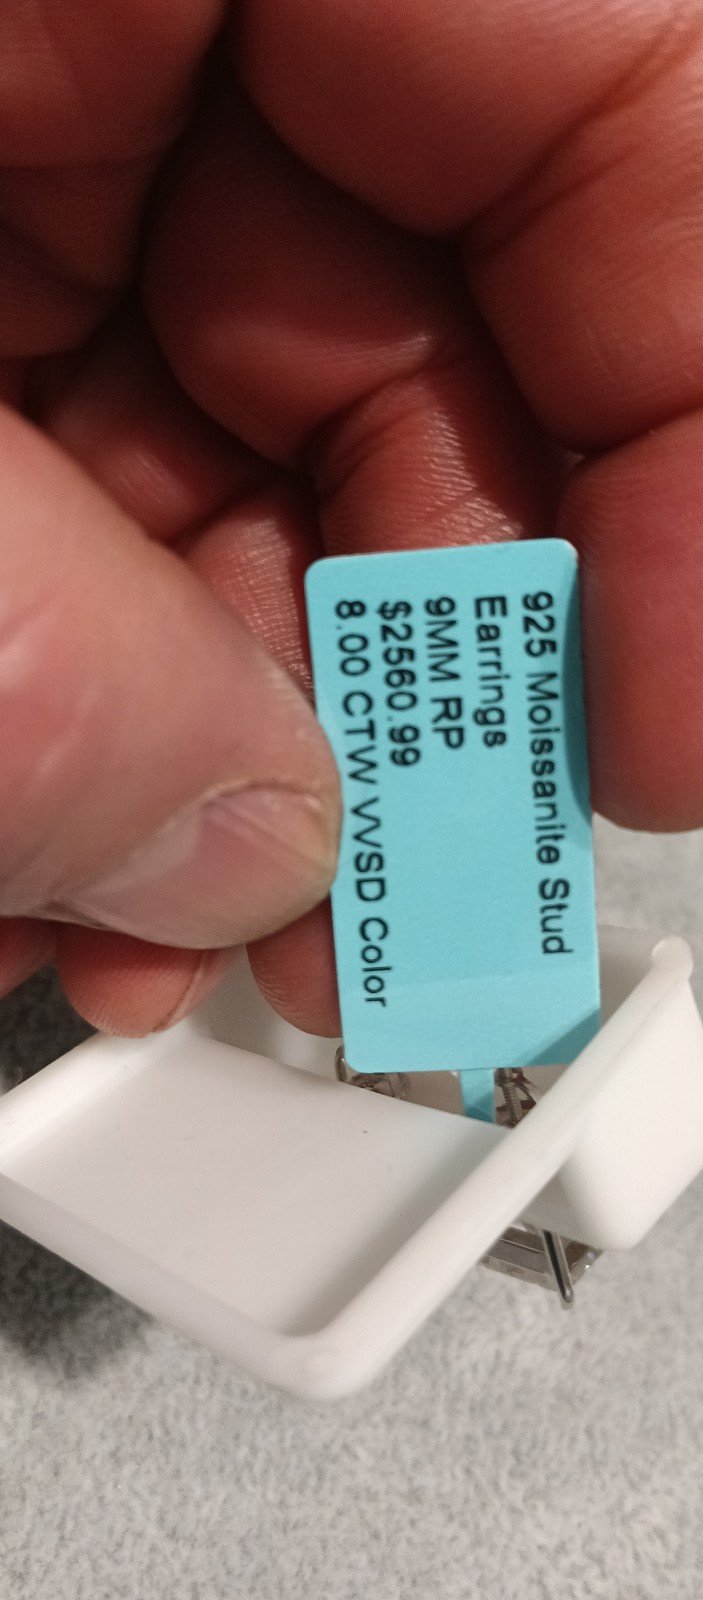 925 Moissanite Stud
Earrings
9MM RP
$2560.99
8.00 CTW VVSD Color